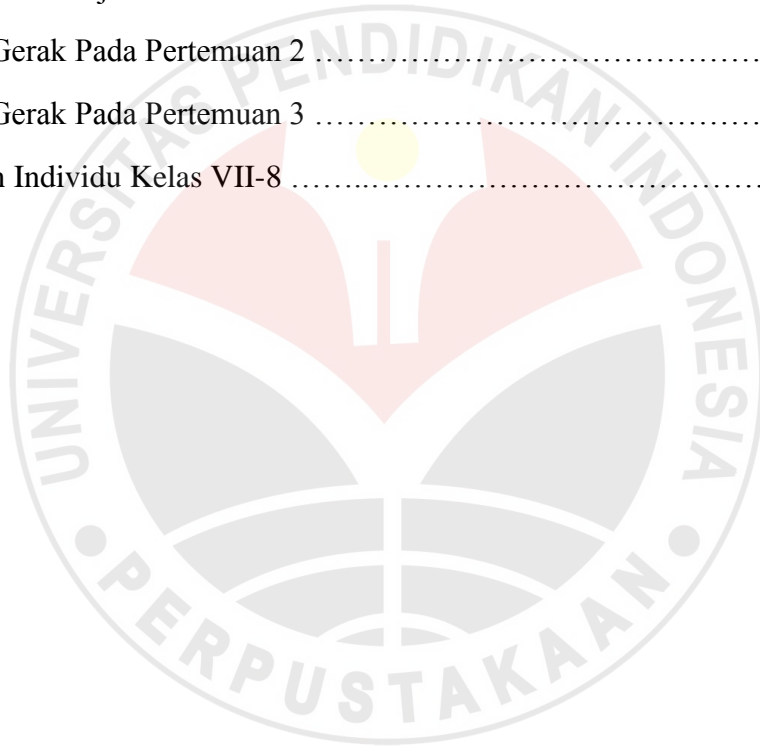 Gerak Pada Pertemuan 2 ……………………………………
Gerak Pada Pertemuan 3 ……………………………………
Individu Kelas VII-8 ……..……………………………………
UNIVERSITAS PENDIDIKAN INDONESIA
PERPUSTAKAAN